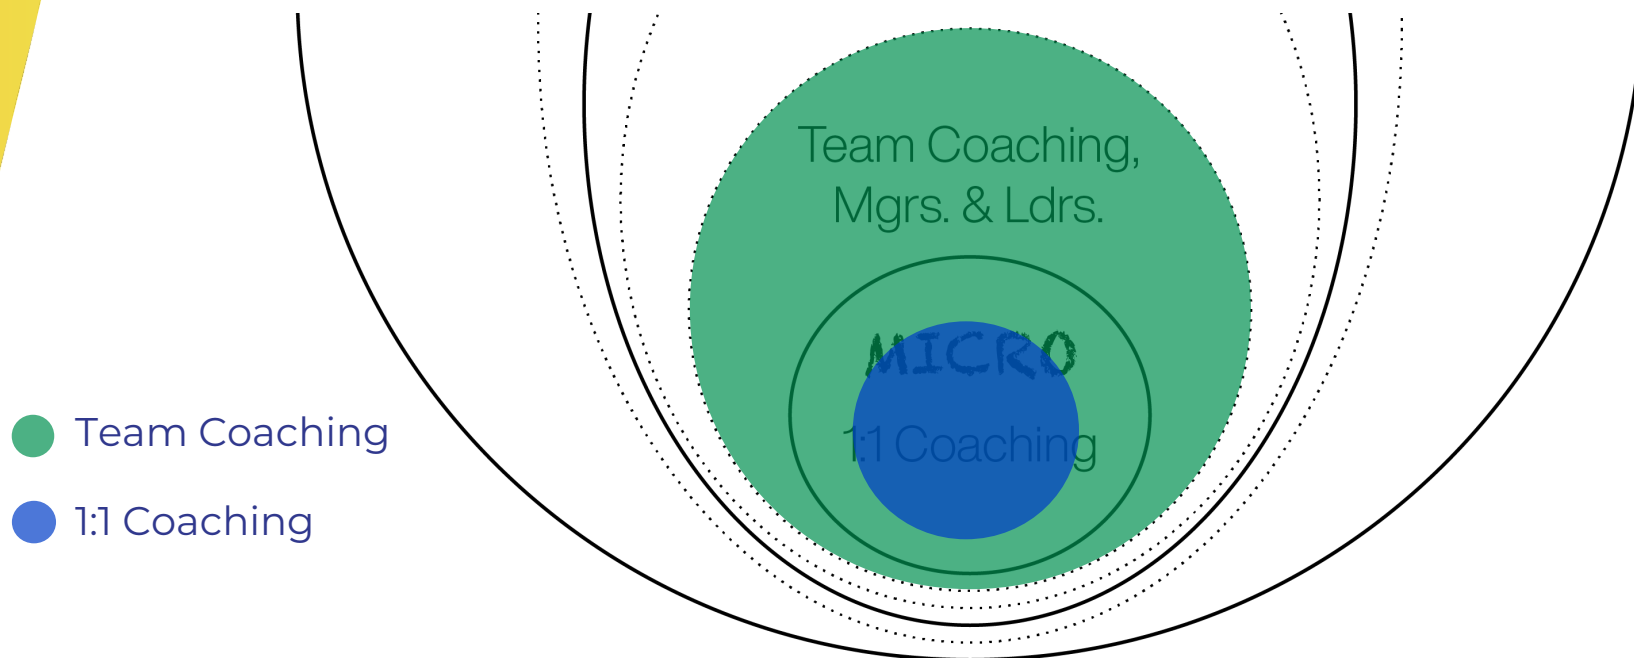 Team Coaching,
Mgrs. & Ldrs.
MICRO
1:1 Coaching
Team Coaching
1:1 Coaching